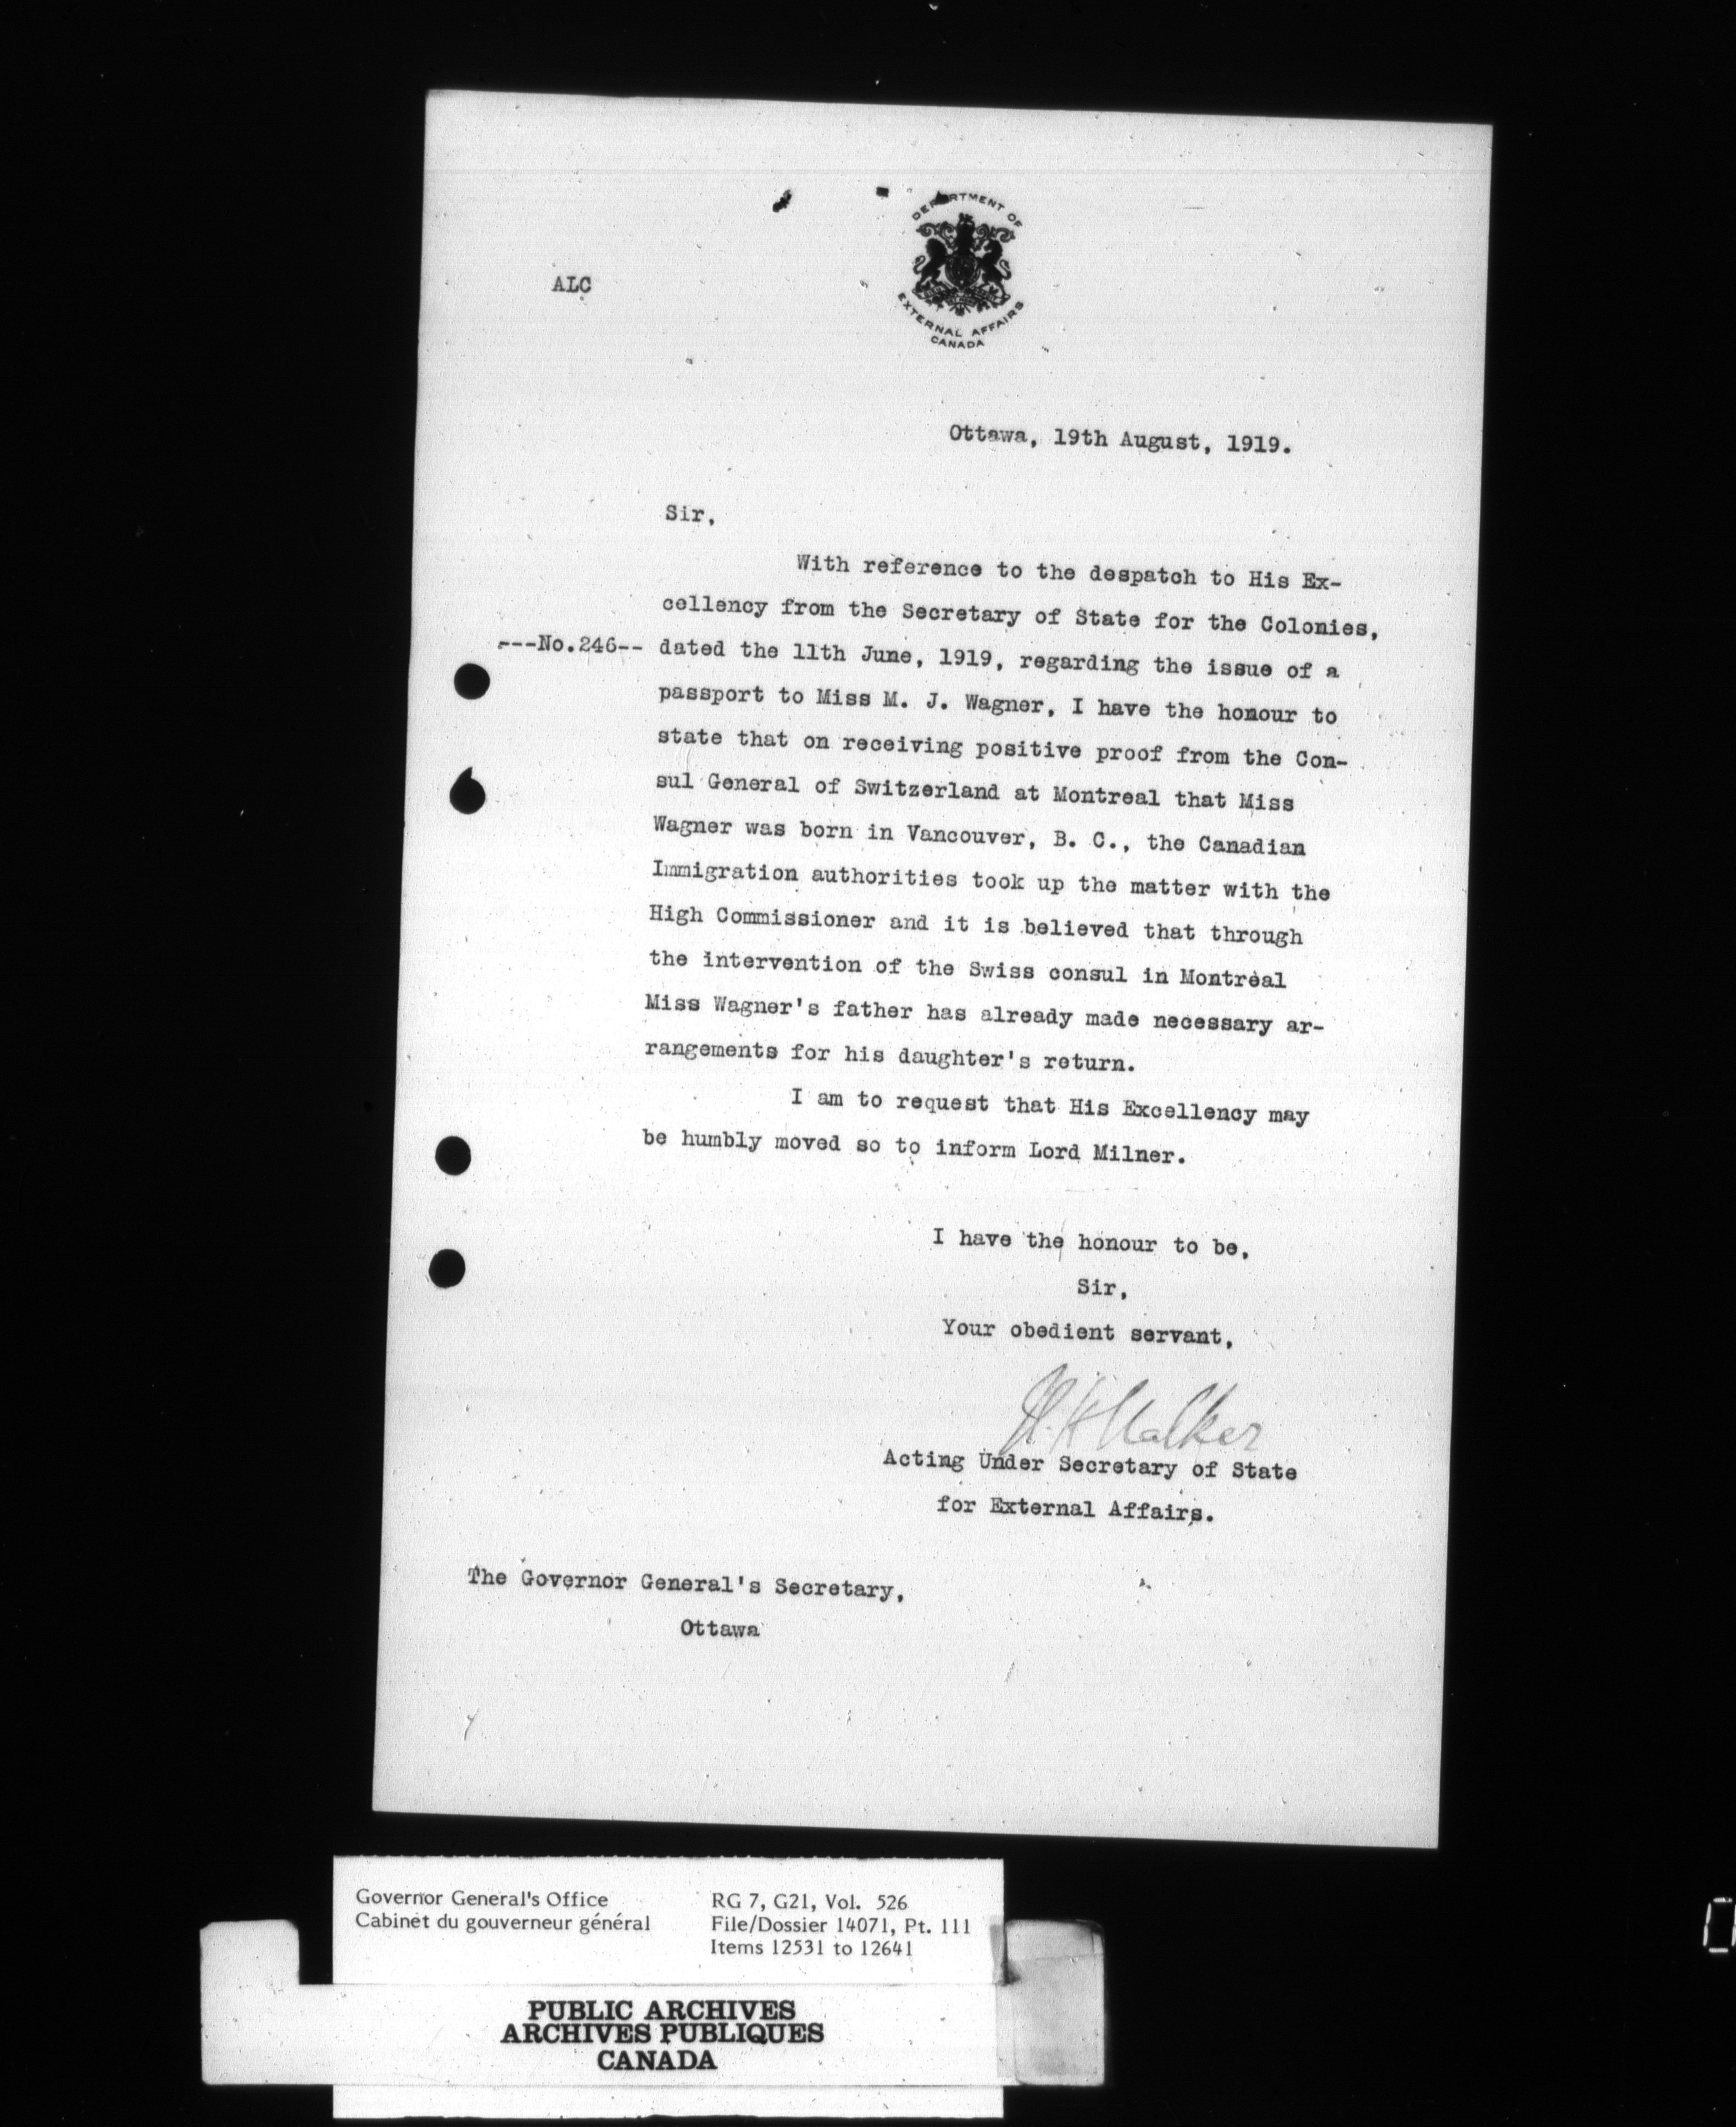 DEPARTMENT OF
EXTERNAL AFFAIRS
CANADA
ALC
Ottawa, 19th August, 1919.
Sir,
With reference to the despatch to His Ex-
cellency from the Secretary of State for the Colonies,
---No.246-- dated the 11th June, 1919, regarding the issue of a
passport to Miss M. J. Wagner, I have the honour to
state that on receiving positive proof from the Con-
sul General of Switzerland at Montreal that Miss
Wagner was born in Vancouver, B. C., the Canadian
Immigration authorities took up the matter with the
High Commissioner and it is believed that through
the intervention of the Swiss consul in Montreal
Miss Wagner's father has already made necessary ar-
rangements for his daughter's return.
I am to request that His Excellency may
be humbly moved so to inform Lord Milner.
I have the honour to be,
Sir,
Your obedient servant,
Walker
Acting Under Secretary of State
for External Affairs.
The Governor General's Secretary,
Ottawa
Governor General's Office
Cabinet du gouverneur général
RG 7, G21, Vol. 526
File/Dossier 14071, Pt. 111
Items 12531 to 12641
PUBLIC ARCHIVES
ARCHIVES PUBLIQUES
CANADA